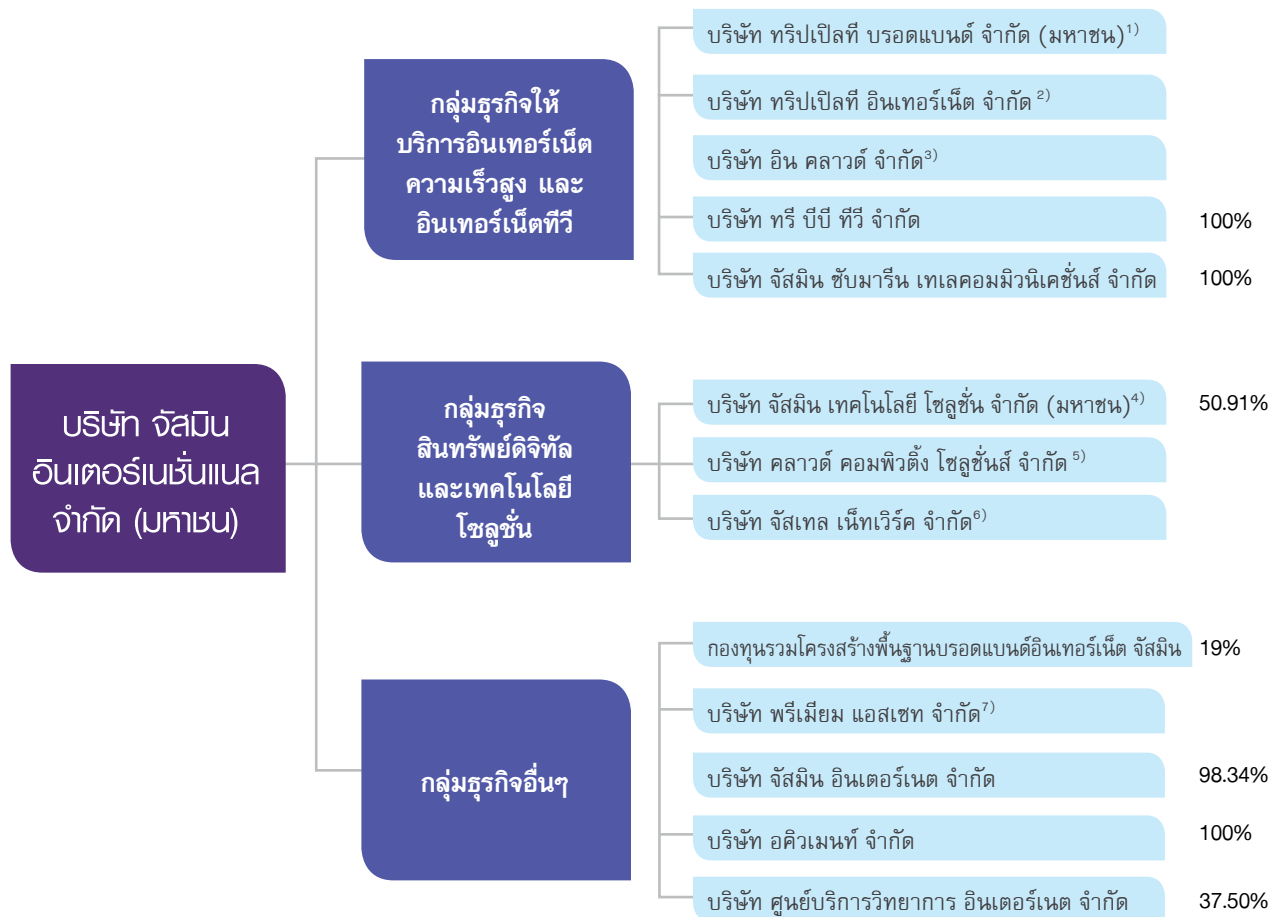 บริษัท จัสมิน
อินเตอร์เนชั่นแนล
จำกัด (มหาชน)
กลุ่มธุรกิจให้
บริการอินเทอร์เน็ต
ความเร็วสูง และ
อินเทอร์เน็ตทีวี
บริษัท ทริปเปิลที บรอดแบนด์ จำกัด (มหาชน)¹⁾
บริษัท ทริปเปิลที อินเทอร์เน็ต จำกัด ²⁾
บริษัท อิน คลาวด์ จำกัด³⁾
บริษัท ทรี บีบี ทีวี จำกัด 100%
บริษัท จัสมิน ซับมารีน เทเลคอมมิวนิเคชั่นส์ จำกัด 100%
กลุ่มธุรกิจ
สินทรัพย์ดิจิทัล
และเทคโนโลยี
โซลูชั่น
บริษัท จัสมิน เทคโนโลยี โซลูชั่น จำกัด (มหาชน)⁴⁾ 50.91%
บริษัท คลาวด์ คอมพิวติ้ง โซลูชั่นส์ จำกัด ⁵⁾
บริษัท จัสเทล เน็ทเวิร์ค จำกัด⁶⁾
กลุ่มธุรกิจอื่นๆ
กองทุนรวมโครงสร้างพื้นฐานบรอดแบนด์อินเทอร์เน็ต จัสมิน 19%
บริษัท พรีเมียม แอสเซท จำกัด⁷⁾
บริษัท จัสมิน อินเตอร์เนต จำกัด 98.34%
บริษัท อคิวเมนท์ จำกัด 100%
บริษัท ศูนย์บริการวิทยาการ อินเตอร์เนต จำกัด 37.50%